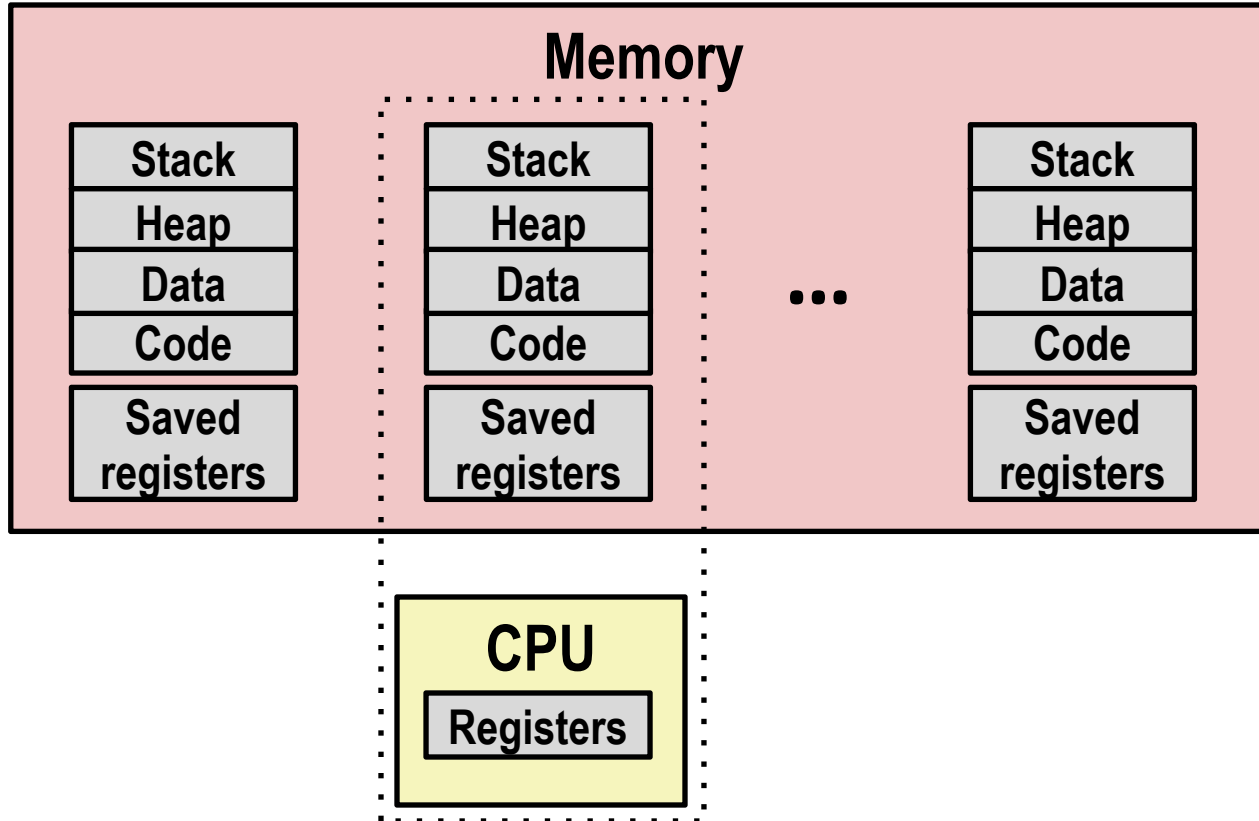 Memory
Stack
Heap
Data
Code
Saved
registers
Stack
Heap
Data
Code
Saved
registers
...
Stack
Heap
Data
Code
Saved
registers
CPU
Registers